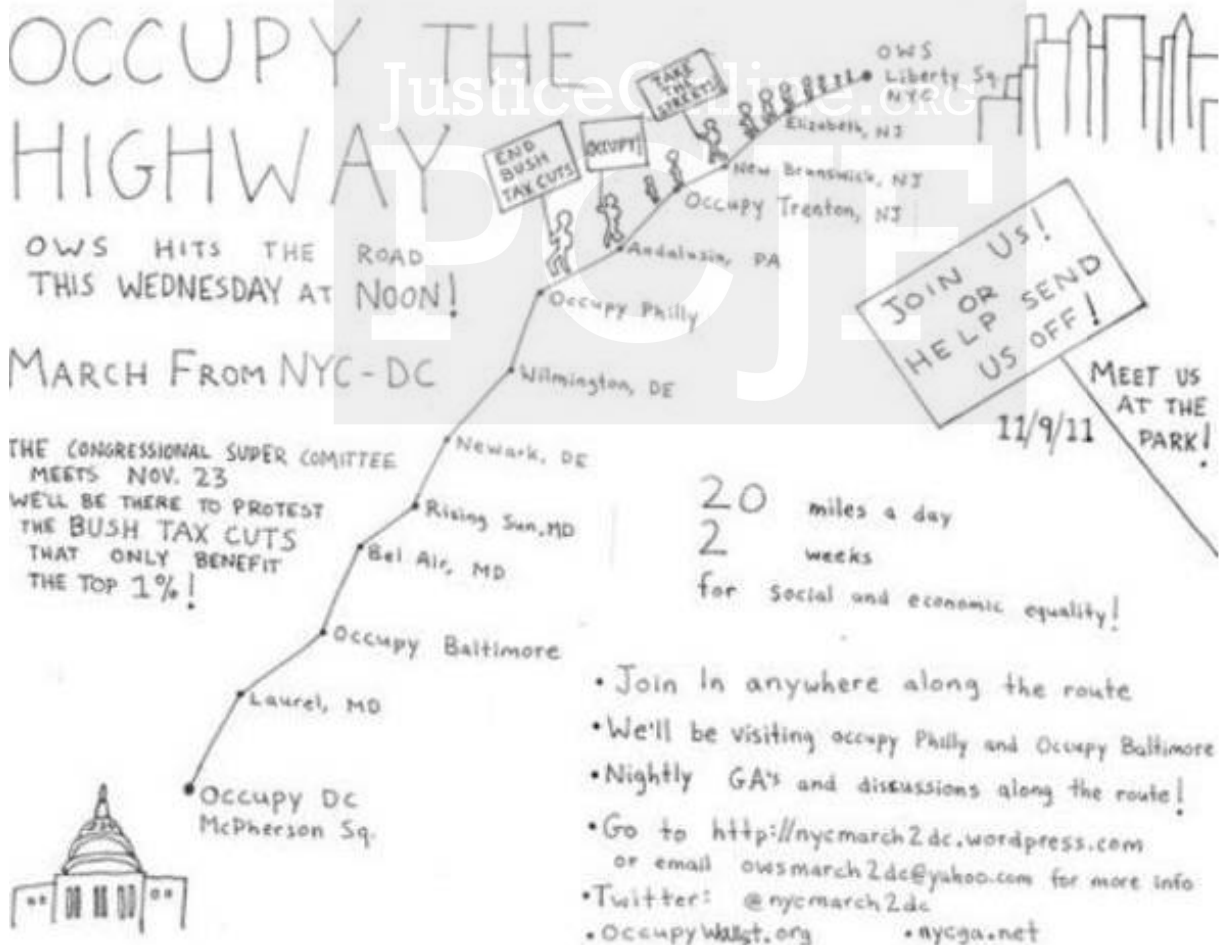 OCCUPY THE
HIGHWAY
OWS HITS THE ROAD
THIS WEDNESDAY AT NOON!
MARCH FROM NYC-DC
THE CONGRESSIONAL SUPER COMITTEE
MEETS NOV. 23
WE'LL BE THERE TO PROTEST
THE BUSH TAX CUTS
THAT ONLY BENEFIT
THE TOP 1%!
END
BUSH
TAX CUTS
OCCUPY!
TAKE
THE
STREETS!
JusticeOnline.ORG
PCJF
OWS
Liberty Sq.
NYC
Elizabeth, NJ
New Brunswick, NJ
Occupy Trenton, NJ
Andalusia, PA
Occupy Philly
Wilmington, DE
Newark, DE
Rising Sun, MD
Bel Air, MD
Occupy Baltimore
Laurel, MD
Occupy DC
McPherson Sq.
JOIN US!
OR
HELP SEND
US OFF!
MEET US
AT THE
PARK!
11/9/11
20 miles a day
2 weeks
for social and economic equality!
• Join in anywhere along the route
• We'll be visiting occupy Philly and Occupy Baltimore
• Nightly GA's and discussions along the route!
• Go to http://nycmarch2dc.wordpress.com
or email owsmarch2dc@yahoo.com for more info
• Twitter: @nycmarch2dc
• OccupyWallst.org • nycga.net